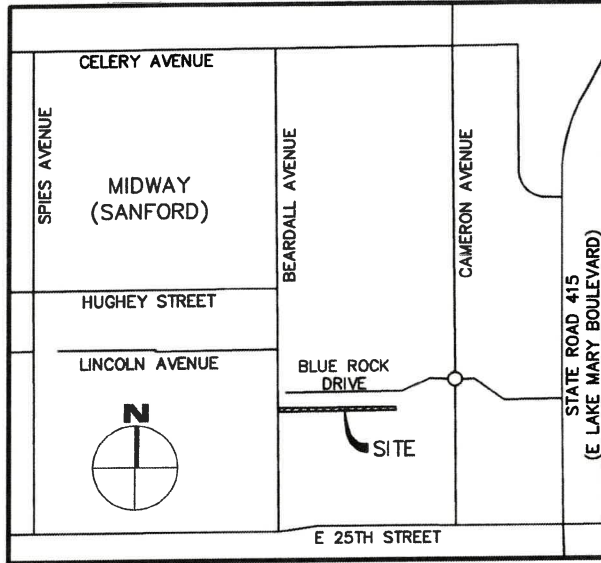 CELERY AVENUE
SPIES AVENUE
MIDWAY
(SANFORD)
BEARDALL AVENUE
CAMERON AVENUE
STATE ROAD 415
(E LAKE MARY BOULEVARD)
HUGHEY STREET
LINCOLN AVENUE
BLUE ROCK
DRIVE
N
SITE
E 25TH STREET